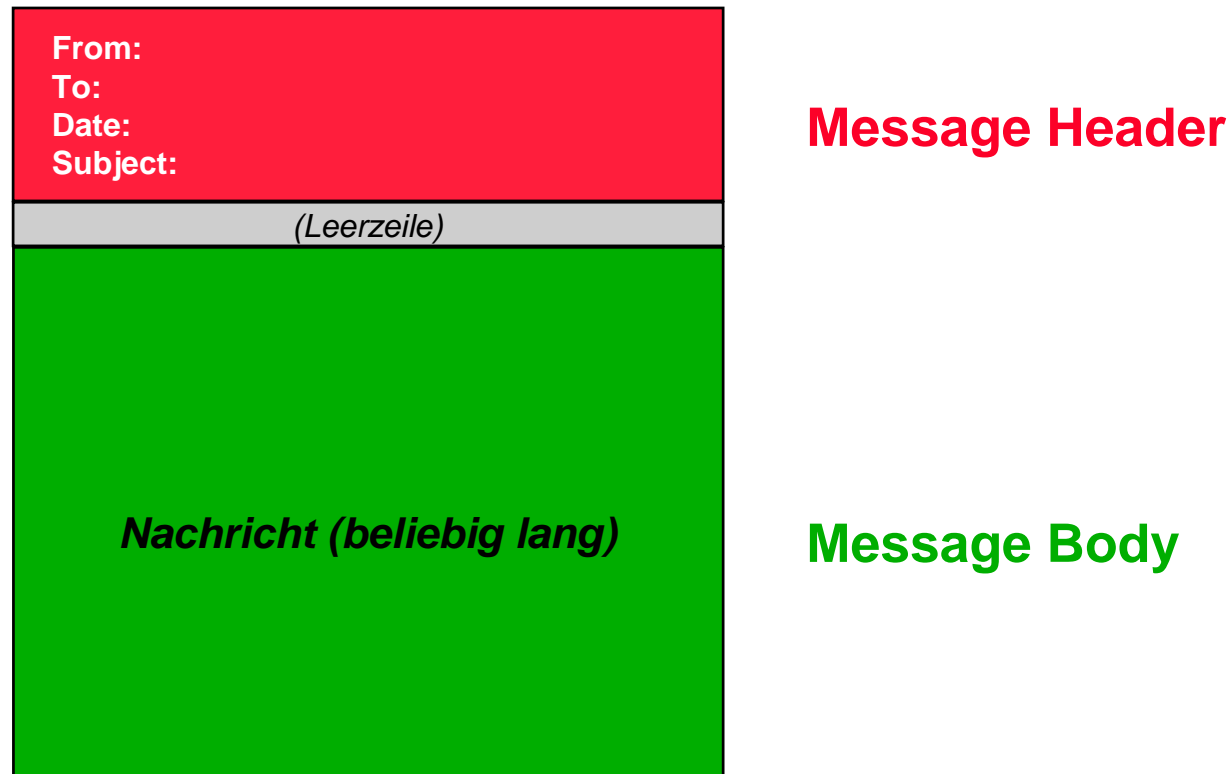 From:
To:
Date:
Subject:
Message Header
(Leerzeile)
Nachricht (beliebig lang)
Message Body